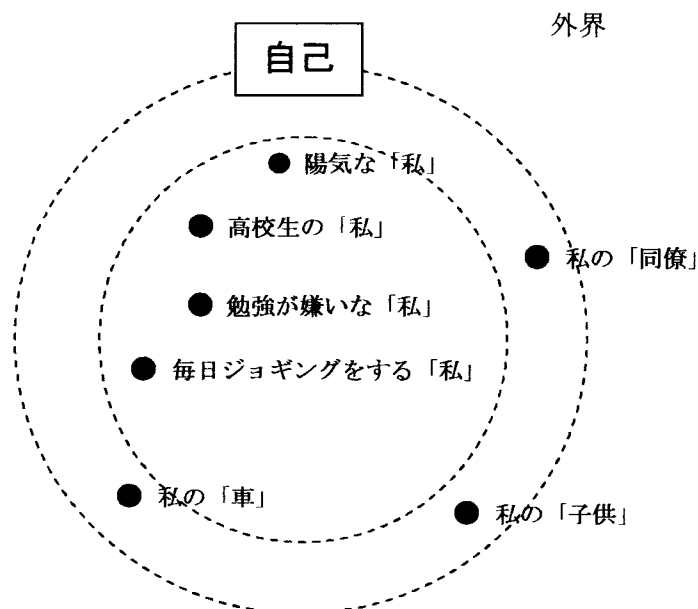 外界
自己
陽気な「私」
高校生の「私」
私の「同僚」
勉強が嫌いな「私」
毎日ジョギングをする「私」
私の「車」
私の「子供」